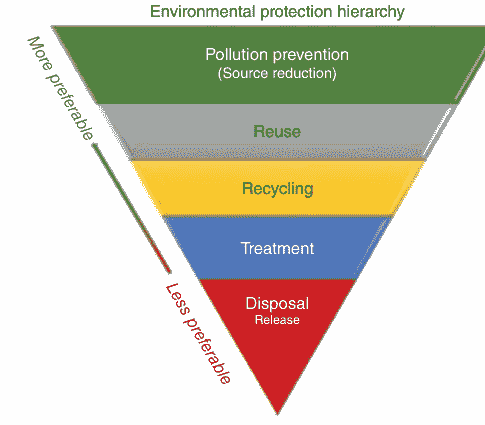 Environmental protection hierarchy
More preferable
Pollution prevention
(Source reduction)
Reuse
Recycling
Treatment
Disposal
Release
Less preferable